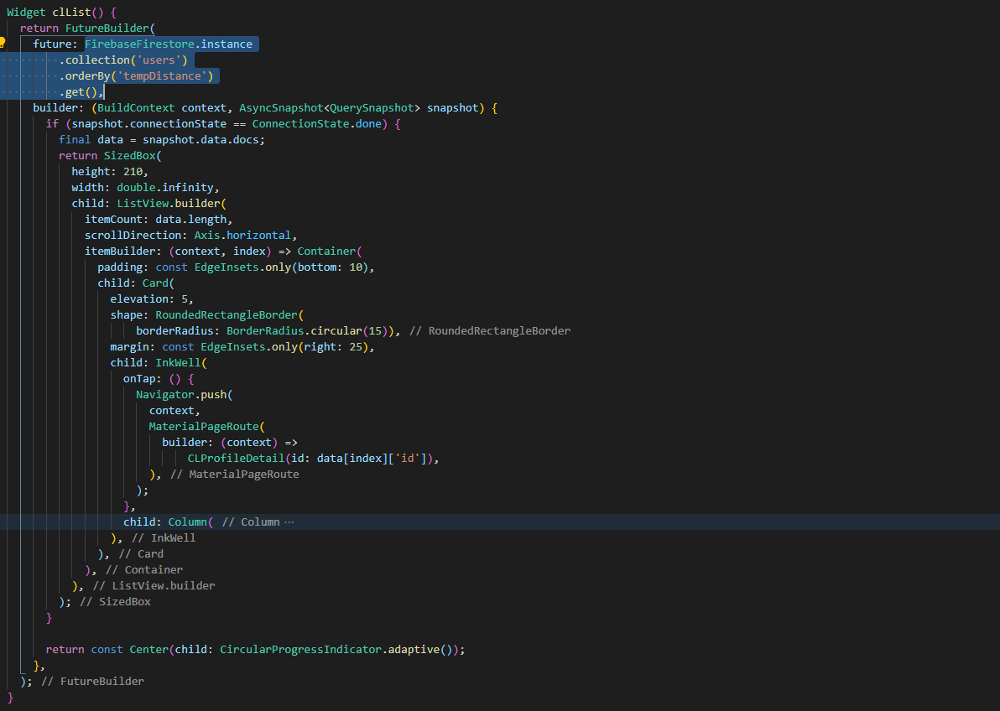 Widget clList() {
  return FutureBuilder(
    future: FirebaseFirestore.instance
        .collection('users')
        .orderBy('tempDistance')
        .get(),
    builder: (BuildContext context, AsyncSnapshot<QuerySnapshot> snapshot) {
      if (snapshot.connectionState == ConnectionState.done) {
        final data = snapshot.data.docs;
        return SizedBox(
          height: 210,
          width: double.infinity,
          child: ListView.builder(
            itemCount: data.length,
            scrollDirection: Axis.horizontal,
            itemBuilder: (context, index) => Container(
              padding: const EdgeInsets.only(bottom: 10),
              child: Card(
                elevation: 5,
                shape: RoundedRectangleBorder(
                    borderRadius: BorderRadius.circular(15)), // RoundedRectangleBorder
                margin: const EdgeInsets.only(right: 25),
                child: InkWell(
                  onTap: () {
                    Navigator.push(
                      context,
                      MaterialPageRoute(
                        builder: (context) =>
                            CLProfileDetail(id: data[index]['id']),
                      ), // MaterialPageRoute
                    );
                  },
                  child: Column( // Column ⋯
                ), // InkWell
              ), // Card
            ), // Container
          ), // ListView.builder
        ); // SizedBox
      }

      return const Center(child: CircularProgressIndicator.adaptive());
    },
  ); // FutureBuilder
}